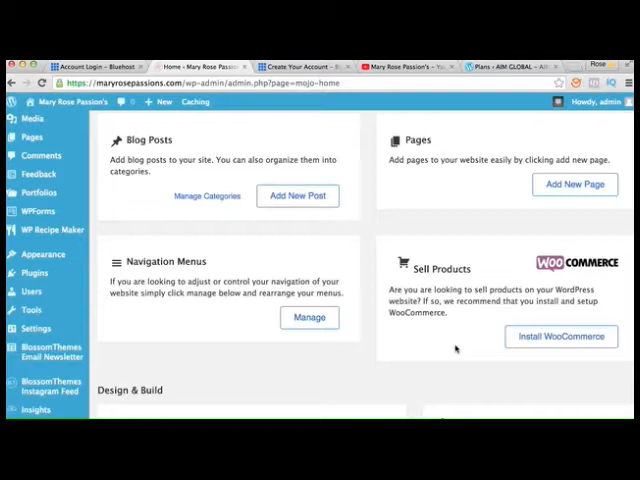 Account Login - Bluehost
Home ‹ Mary Rose Passion
Create Your Account - Bl
Mary Rose Passion's - Yo
Plans - AIM GLOBAL - AIM
Rose
https://maryrosepassions.com/wp-admin/admin.php?page=mojo-home
Mary Rose Passion's
0
+ New
Caching
Howdy, admin
Media
Pages
Comments
Feedback
Portfolios
WPForms
WP Recipe Maker
Appearance
Plugins
Users
Tools
Settings
BlossomThemes
Email Newsletter
BlossomThemes
Instagram Feed
Insights
Blog Posts
Add blog posts to your site. You can also organize them into
categories.
Manage Categories
Add New Post
Pages
Add pages to your website easily by clicking add new page.
Add New Page
Navigation Menus
If you are looking to adjust or control your navigation of your
website simply click manage below and rearrange your menus.
Manage
Sell Products
WOOCOMMERCE
Are you are looking to sell products on your WordPress
website? If so, we recommend that you install and setup
WooCommerce.
Install WooCommerce
Design & Build